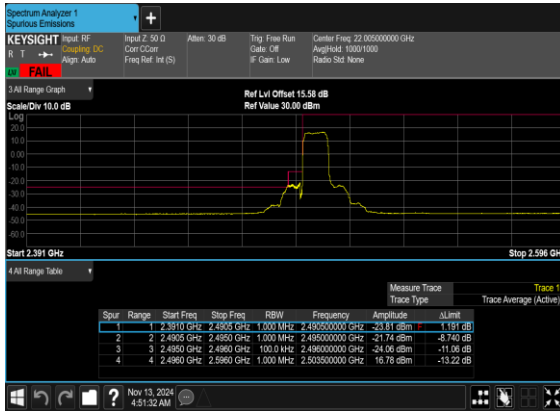 Spectrum Analyzer 1
Spurious Emissions
KEYSIGHT
R T
LXI
FAIL
Input: RF
Coupling: DC
Align: Auto
Input Z: 50 Ω
Corr CCorr
Freq Ref: Int (S)
Atten: 30 dB
Trig: Free Run
Gate: Off
IF Gain: Low
Center Freq: 22.005000000 GHz
Avg|Hold: 1000/1000
Radio Std: None
3 All Range Graph
Scale/Div 10.0 dB
Ref Lvl Offset 15.58 dB
Ref Value 30.00 dBm
Log
20.0
10.0
0.00
-10.0
-20.0
-30.0
-40.0
-50.0
-60.0
Start 2.391 GHz
Stop 2.596 GH
4 All Range Table
Measure Trace Trace 1
Trace Type Trace Average (Active)
Spur Range Start Freq Stop Freq RBW Frequency Amplitude ΔLimit
1 1 2.3910 GHz 2.4905 GHz 1.000 MHz 2.490500000 GHz -23.81 dBm F 1.191 dB
2 2 2.4905 GHz 2.4950 GHz 1.000 MHz 2.490500000 GHz -21.74 dBm -8.740 dB
3 3 2.4950 GHz 2.4960 GHz 100.0 kHz 2.496000000 GHz -24.06 dBm -11.06 dB
4 4 2.4960 GHz 2.5960 GHz 1.000 MHz 2.503500000 GHz 16.78 dBm -13.22 dB
Nov 13, 2024
4:51:32 AM